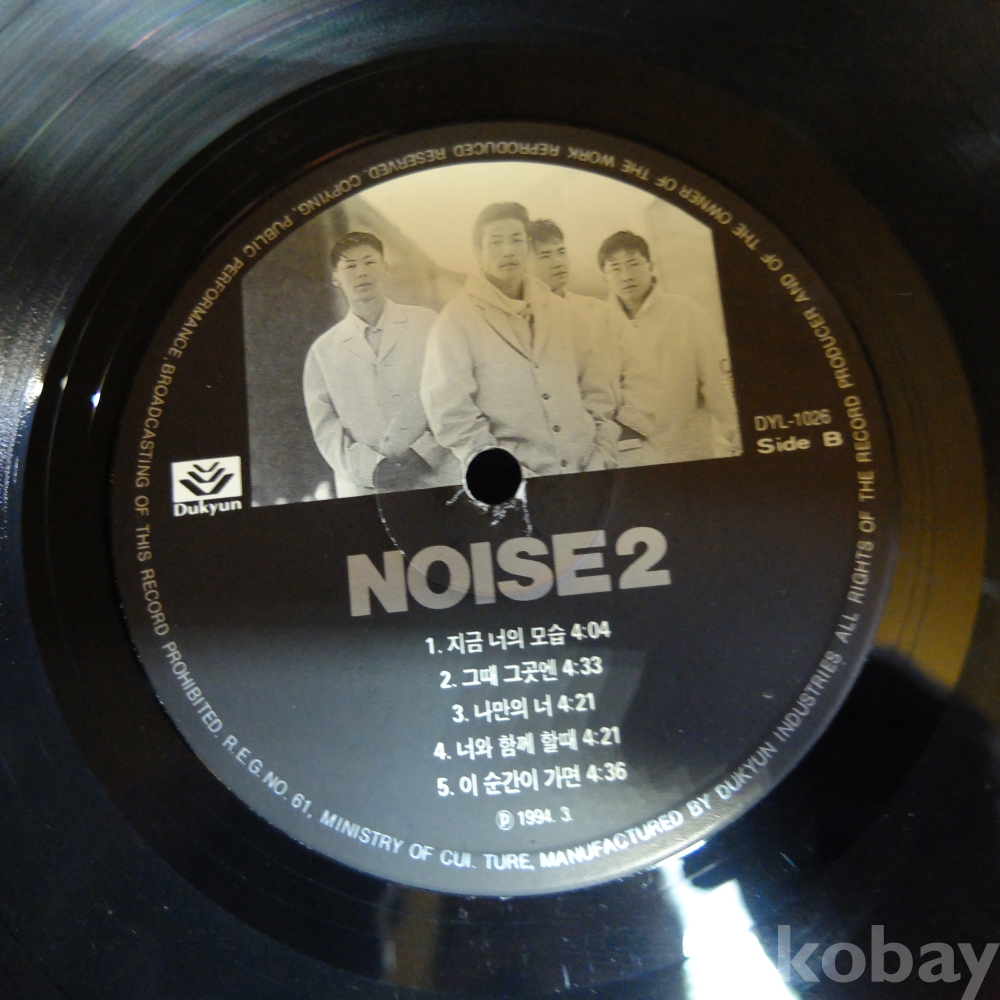 DYL-1026
Side B
Dukyun
NOISE2
1. 지금 너의 모습 4:04
2. 그때 그곳엔 4:33
3. 나만의 너 4:21
4. 너와 함께 할때 4:21
5. 이 순간이 가면 4:36
℗ 1994. 3.
R.E.G. NO. 61, MINISTRY OF CUL TURE, MANUFACTURED BY DUKYUN INDUSTRIES ALL RIGHTS OF THE RECORD PRODUCER AND OF THE OWNER OF THE WORK REPRODUCED RESERVED. COPYING, PUBLIC PERFORMANCE, BROADCASTING OF THIS RECORD PROHIBITED.
kobay